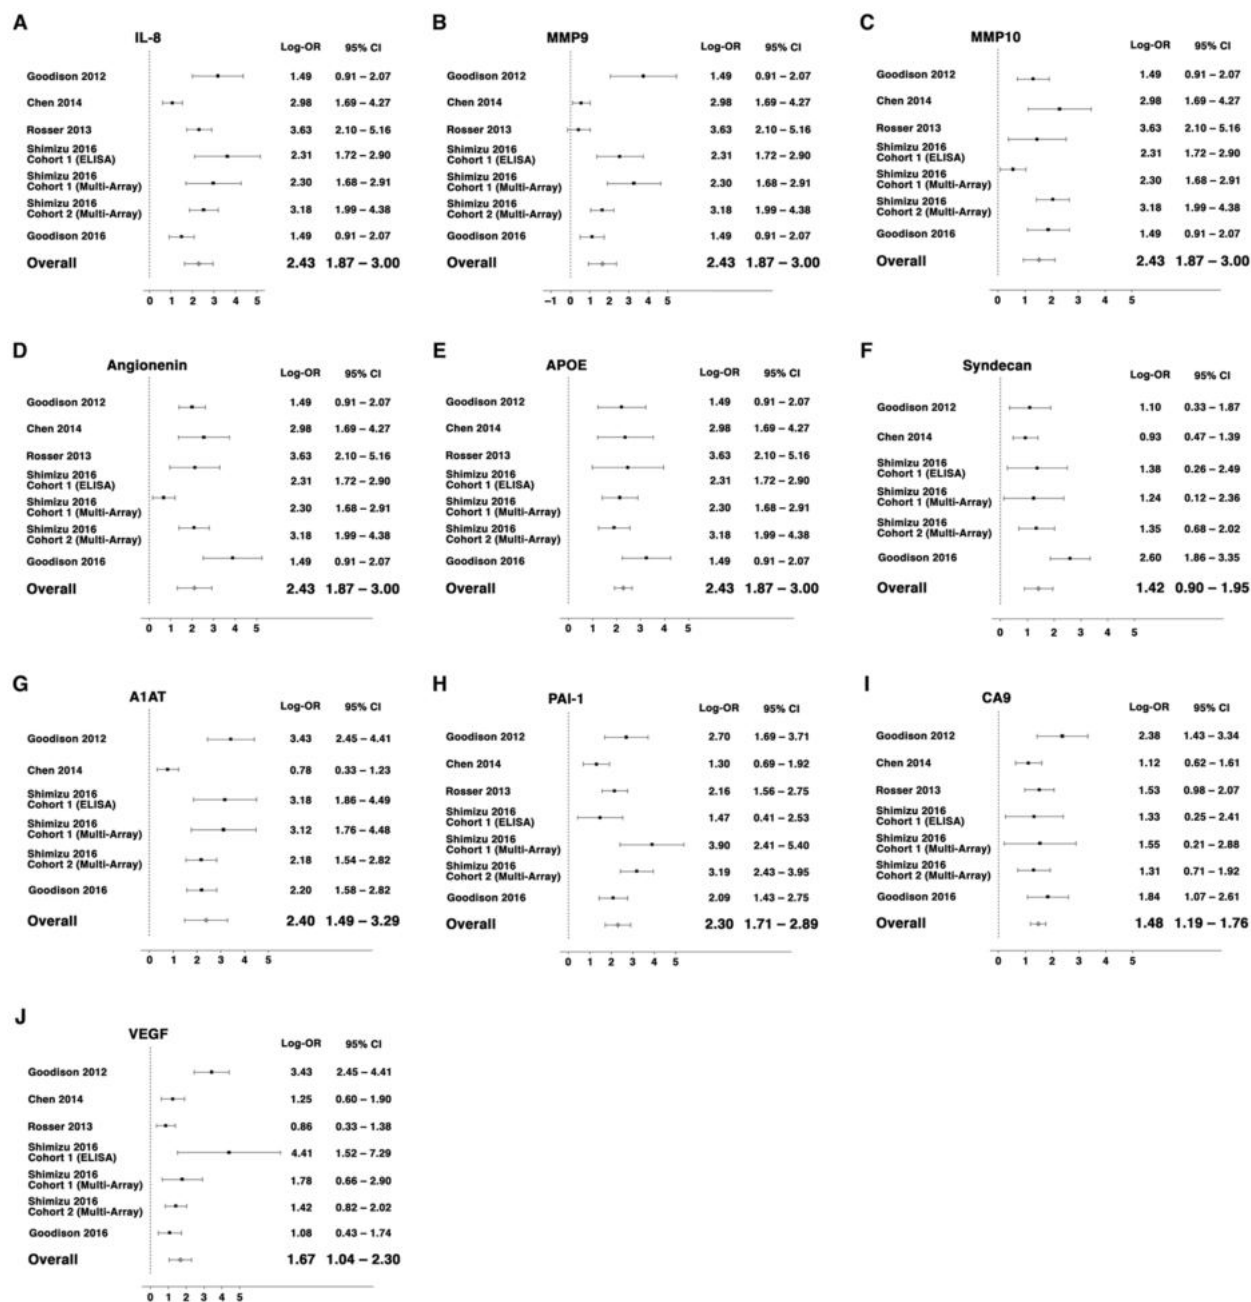 A
IL-8
Log-OR 95% CI
Goodison 2012 1.49 0.91 – 2.07
Chen 2014 2.98 1.69 – 4.27
Rosser 2013 3.63 2.10 – 5.16
Shimizu 2016
Cohort 1 (ELISA) 2.31 1.72 – 2.90
Shimizu 2016
Cohort 1 (Multi-Array) 2.30 1.68 – 2.91
Shimizu 2016
Cohort 2 (Multi-Array) 3.18 1.99 – 4.38
Goodison 2016 1.49 0.91 – 2.07
Overall 2.43 1.87 – 3.00
0 1 2 3 4 5
B
MMP9
Log-OR 95% CI
Goodison 2012 1.49 0.91 – 2.07
Chen 2014 2.98 1.69 – 4.27
Rosser 2013 3.63 2.10 – 5.16
Shimizu 2016
Cohort 1 (ELISA) 2.31 1.72 – 2.90
Shimizu 2016
Cohort 1 (Multi-Array) 2.30 1.68 – 2.91
Shimizu 2016
Cohort 2 (Multi-Array) 3.18 1.99 – 4.38
Goodison 2016 1.49 0.91 – 2.07
Overall 2.43 1.87 – 3.00
−1 0 1 2 3 4 5
C
MMP10
Log-OR 95% CI
Goodison 2012 1.49 0.91 – 2.07
Chen 2014 2.98 1.69 – 4.27
Rosser 2013 3.63 2.10 – 5.16
Shimizu 2016
Cohort 1 (ELISA) 2.31 1.72 – 2.90
Shimizu 2016
Cohort 1 (Multi-Array) 2.30 1.68 – 2.91
Shimizu 2016
Cohort 2 (Multi-Array) 3.18 1.99 – 4.38
Goodison 2016 1.49 0.91 – 2.07
Overall 2.43 1.87 – 3.00
0 1 2 3 4 5
D
Angionenin
Log-OR 95% CI
Goodison 2012 1.49 0.91 – 2.07
Chen 2014 2.98 1.69 – 4.27
Rosser 2013 3.63 2.10 – 5.16
Shimizu 2016
Cohort 1 (ELISA) 2.31 1.72 – 2.90
Shimizu 2016
Cohort 1 (Multi-Array) 2.30 1.68 – 2.91
Shimizu 2016
Cohort 2 (Multi-Array) 3.18 1.99 – 4.38
Goodison 2016 1.49 0.91 – 2.07
Overall 2.43 1.87 – 3.00
0 1 2 3 4 5
E
APOE
Log-OR 95% CI
Goodison 2012 1.49 0.91 – 2.07
Chen 2014 2.98 1.69 – 4.27
Rosser 2013 3.63 2.10 – 5.16
Shimizu 2016
Cohort 1 (ELISA) 2.31 1.72 – 2.90
Shimizu 2016
Cohort 1 (Multi-Array) 2.30 1.68 – 2.91
Shimizu 2016
Cohort 2 (Multi-Array) 3.18 1.99 – 4.38
Goodison 2016 1.49 0.91 – 2.07
Overall 2.43 1.87 – 3.00
0 1 2 3 4 5
F
Syndecan
Log-OR 95% CI
Goodison 2012 1.10 0.33 – 1.87
Chen 2014 0.93 0.47 – 1.39
Shimizu 2016
Cohort 1 (ELISA) 1.38 0.26 – 2.49
Shimizu 2016
Cohort 1 (Multi-Array) 1.24 0.12 – 2.36
Shimizu 2016
Cohort 2 (Multi-Array) 1.35 0.68 – 2.02
Goodison 2016 2.60 1.86 – 3.35
Overall 1.42 0.90 – 1.95
0 1 2 3 4 5
G
A1AT
Log-OR 95% CI
Goodison 2012 3.43 2.45 – 4.41
Chen 2014 0.78 0.33 – 1.23
Shimizu 2016
Cohort 1 (ELISA) 3.18 1.86 – 4.49
Shimizu 2016
Cohort 1 (Multi-Array) 3.12 1.76 – 4.48
Shimizu 2016
Cohort 2 (Multi-Array) 2.18 1.54 – 2.82
Goodison 2016 2.20 1.58 – 2.82
Overall 2.40 1.49 – 3.29
0 1 2 3 4 5
H
PAI-1
Log-OR 95% CI
Goodison 2012 2.70 1.69 – 3.71
Chen 2014 1.30 0.69 – 1.92
Rosser 2013 2.16 1.56 – 2.75
Shimizu 2016
Cohort 1 (ELISA) 1.47 0.41 – 2.53
Shimizu 2016
Cohort 1 (Multi-Array) 3.90 2.41 – 5.40
Shimizu 2016
Cohort 2 (Multi-Array) 3.19 2.43 – 3.95
Goodison 2016 2.09 1.43 – 2.75
Overall 2.30 1.71 – 2.89
0 1 2 3 4 5
I
CA9
Log-OR 95% CI
Goodison 2012 2.38 1.43 – 3.34
Chen 2014 1.12 0.62 – 1.61
Rosser 2013 1.53 0.98 – 2.07
Shimizu 2016
Cohort 1 (ELISA) 1.33 0.25 – 2.41
Shimizu 2016
Cohort 1 (Multi-Array) 1.55 0.21 – 2.88
Shimizu 2016
Cohort 2 (Multi-Array) 1.31 0.71 – 1.92
Goodison 2016 1.84 1.07 – 2.61
Overall 1.48 1.19 – 1.76
0 1 2 3 4 5
J
VEGF
Log-OR 95% CI
Goodison 2012 3.43 2.45 – 4.41
Chen 2014 1.25 0.60 – 1.90
Rosser 2013 0.86 0.33 – 1.38
Shimizu 2016
Cohort 1 (ELISA) 4.41 1.52 – 7.29
Shimizu 2016
Cohort 1 (Multi-Array) 1.78 0.66 – 2.90
Shimizu 2016
Cohort 2 (Multi-Array) 1.42 0.82 – 2.02
Goodison 2016 1.08 0.43 – 1.74
Overall 1.67 1.04 – 2.30
0 1 2 3 4 5